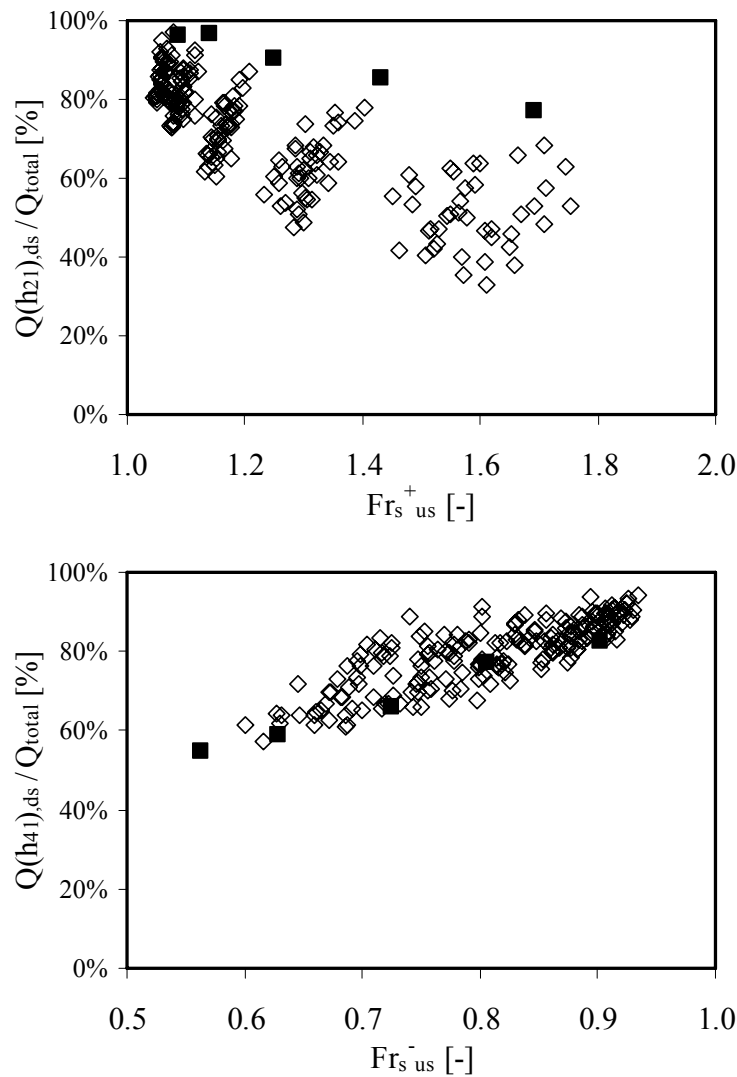 100%
80%
60%
40%
20%
0%
Q(h21),ds / Qtotal [%]
1.0 1.2 1.4 1.6 1.8 2.0
Frs+us [-]
100%
80%
60%
40%
20%
0%
Q(h41),ds / Qtotal [%]
0.5 0.6 0.7 0.8 0.9 1.0
Frs-us [-]